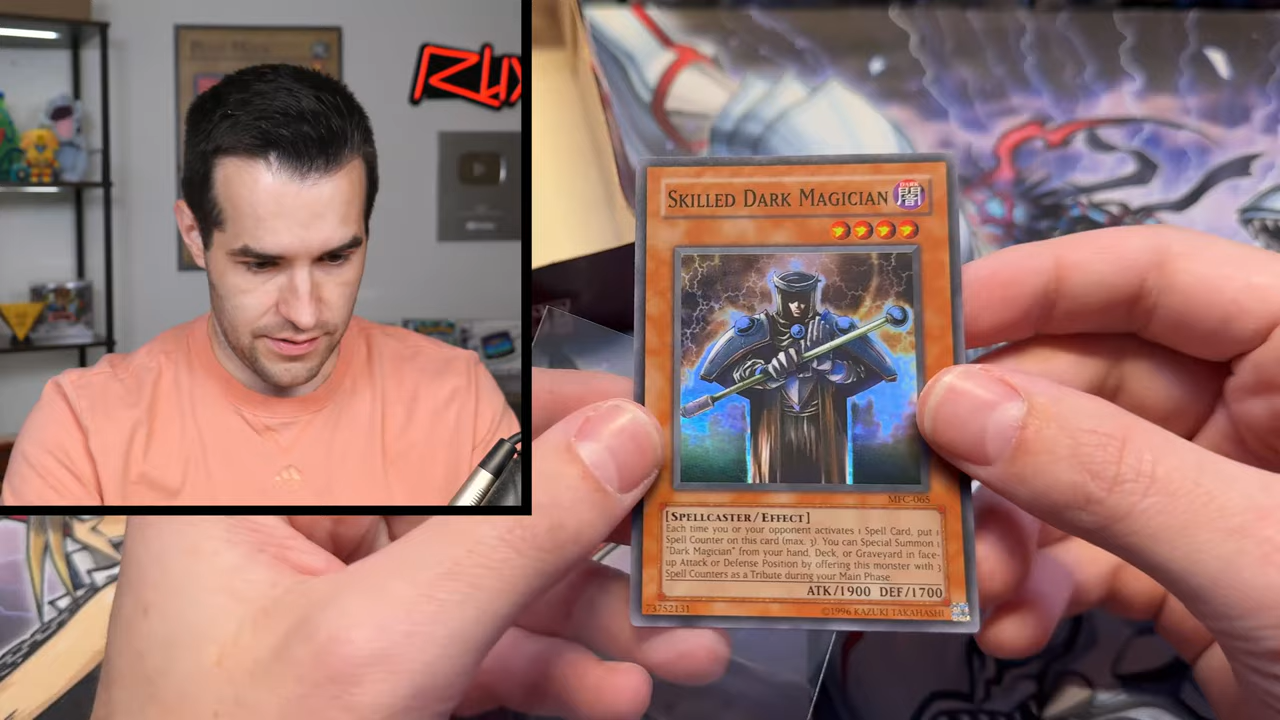 SKILLED DARK MAGICIAN
DARK
闇
MFC-065
[SPELLCASTER/EFFECT]
Each time you or your opponent activates 1 Spell Card, put 1
Spell Counter on this card (max. 3). You can Special Summon 1
"Dark Magician" from your hand, Deck, or Graveyard in face-
up Attack or Defense Position by offering this monster with 3
Spell Counters as a Tribute during your Main Phase.
ATK/1900 DEF/1700
73752131
©1996 KAZUKI TAKAHASHI